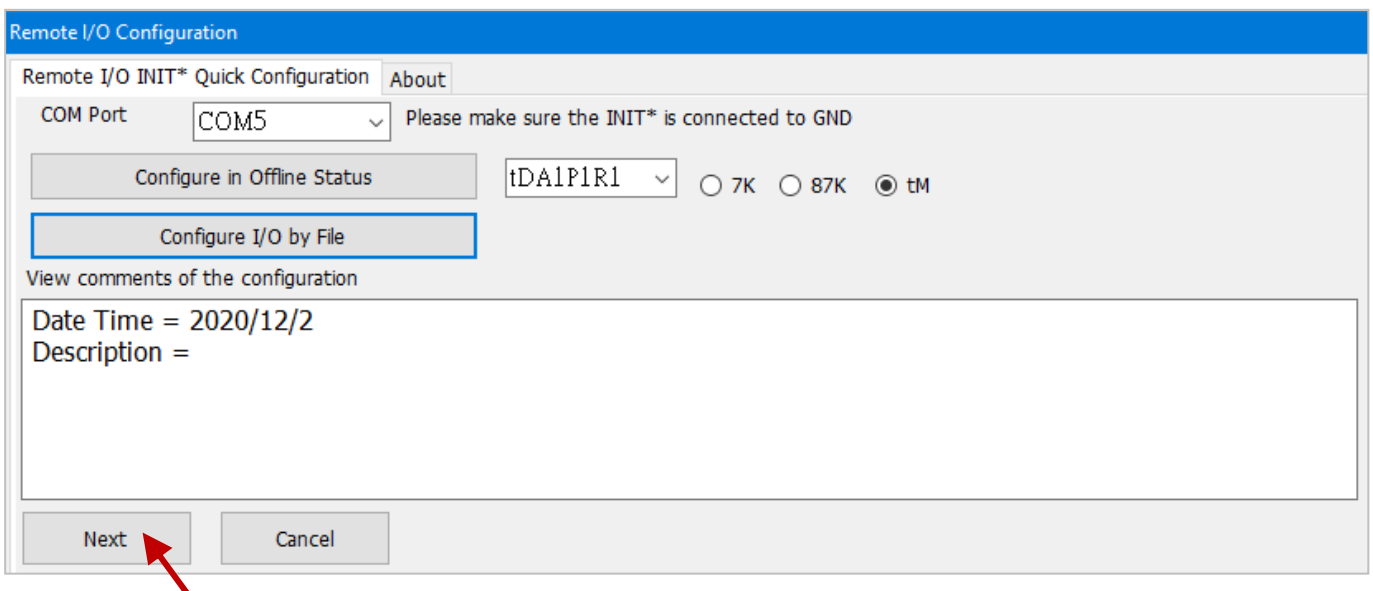 Remote I/O Configuration
Remote I/O INIT* Quick Configuration About
COM Port COM5 Please make sure the INIT* is connected to GND
Configure in Offline Status tDA1P1R1 7K 87K tM
Configure I/O by File
View comments of the configuration
Date Time = 2020/12/2
Description =
Next Cancel